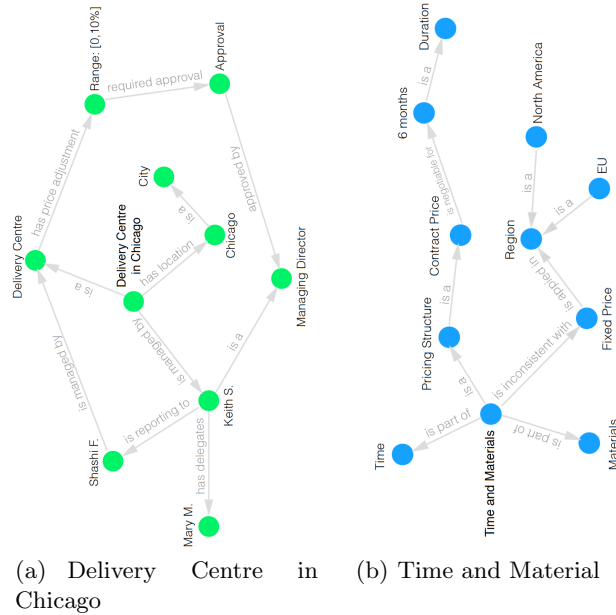 Range: [0,10%]
required approval
Approval
has price adjustment
approved by
City
is a
Chicago
has location
Delivery Centre
in Chicago
Delivery Centre
is a
is managed by
Managing Director
is a
is managed by
Keith S.
is reporting to
Shashi F.
has delegates
Mary M.
Duration
is a
6 months
North America
is negotiable for
is a
EU
is a
Contract Price
Region
is a
is applied in
Pricing Structure
Fixed Price
is a
is inconsistent with
is part of
Time
Time and Materials
is part of
Materials
(a) Delivery Centre in
Chicago
(b) Time and Material